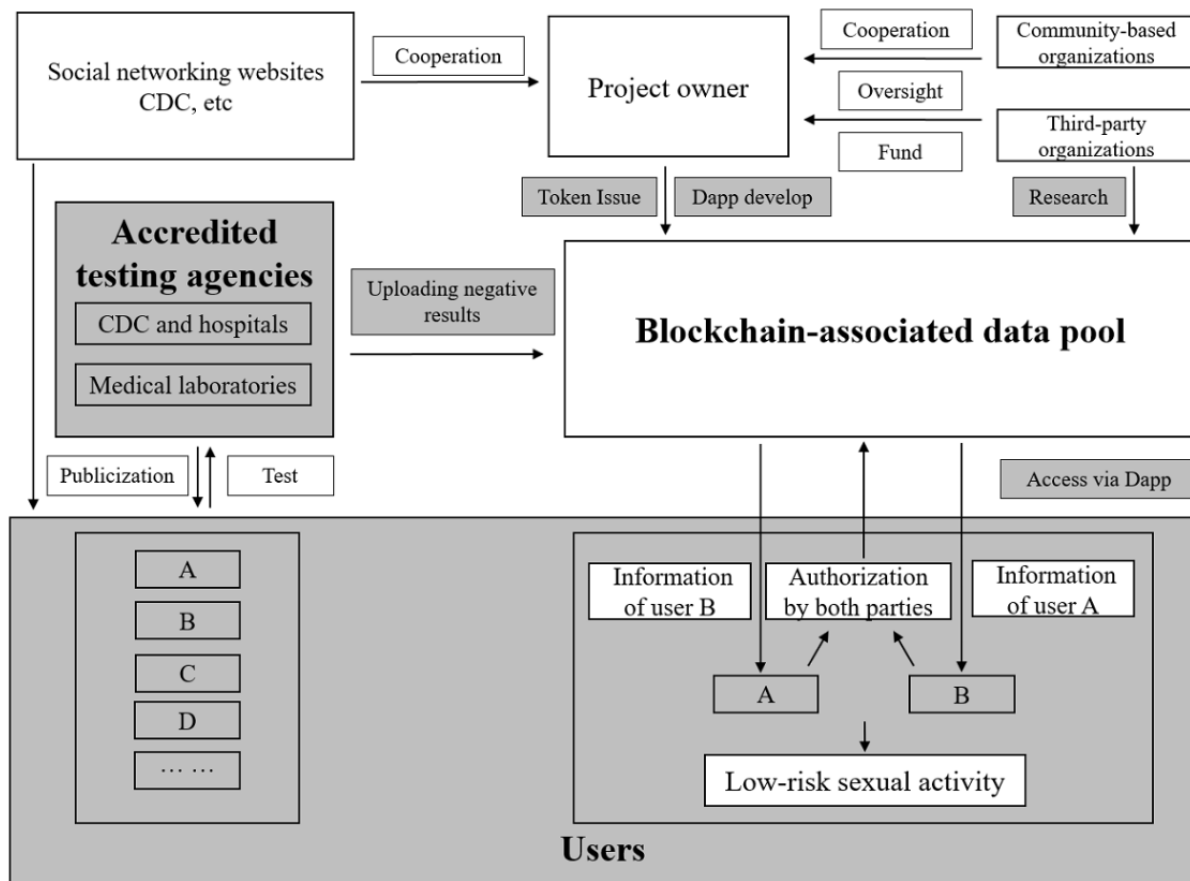 Social networking websites
CDC, etc
Cooperation
Project owner
Cooperation
Oversight
Fund
Community-based
organizations
Third-party
organizations
Token Issue
Dapp develop
Research
Accredited
testing agencies
CDC and hospitals
Medical laboratories
Uploading negative
results
Blockchain-associated data pool
Publicization
Test
Access via Dapp
A
B
C
D
... ...
Information
of user B
Authorization
by both parties
Information
of user A
A
B
Low-risk sexual activity
Users